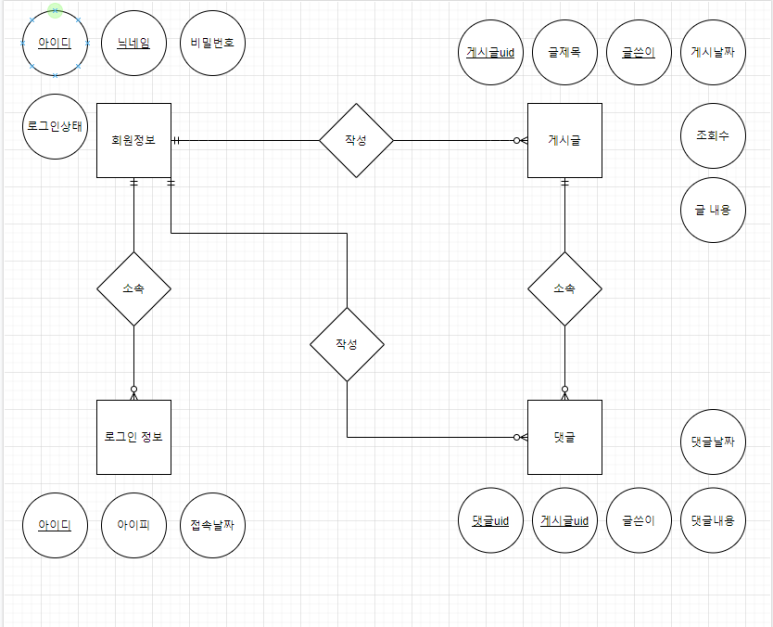 아이디
닉네임
비밀번호
게시글uid
글제목
글쓴이
게시날짜
로그인상태
회원정보
작성
게시글
조회수
글 내용
소속
소속
작성
로그인 정보
댓글
댓글날짜
아이디
아이피
접속날짜
댓글uid
게시글uid
글쓴이
댓글내용